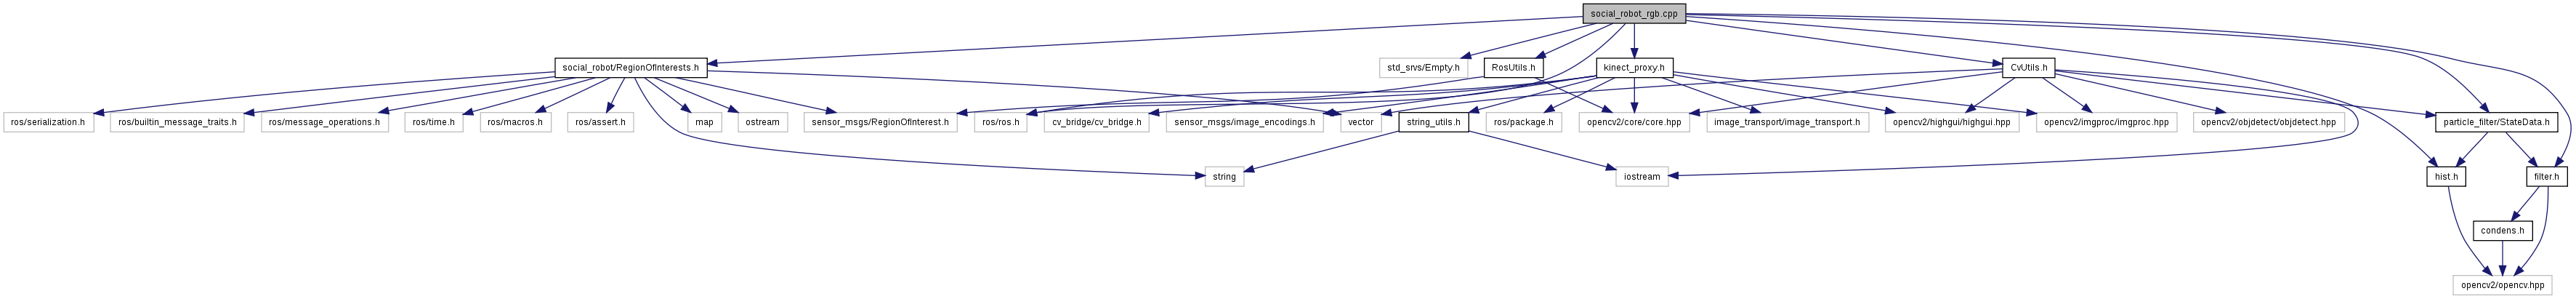 social_robot_rgb.cpp
social_robot/RegionOfInterests.h
std_srvs/Empty.h
RosUtils.h
kinect_proxy.h
CvUtils.h
ros/serialization.h
ros/builtin_message_traits.h
ros/message_operations.h
ros/time.h
ros/macros.h
ros/assert.h
map
ostream
sensor_msgs/RegionOfInterest.h
ros/ros.h
cv_bridge/cv_bridge.h
sensor_msgs/image_encodings.h
vector
string_utils.h
ros/package.h
opencv2/core/core.hpp
image_transport/image_transport.h
opencv2/highgui/highgui.hpp
opencv2/imgproc/imgproc.hpp
opencv2/objdetect/objdetect.hpp
particle_filter/StateData.h
string
iostream
hist.h
filter.h
condens.h
opencv2/opencv.hpp